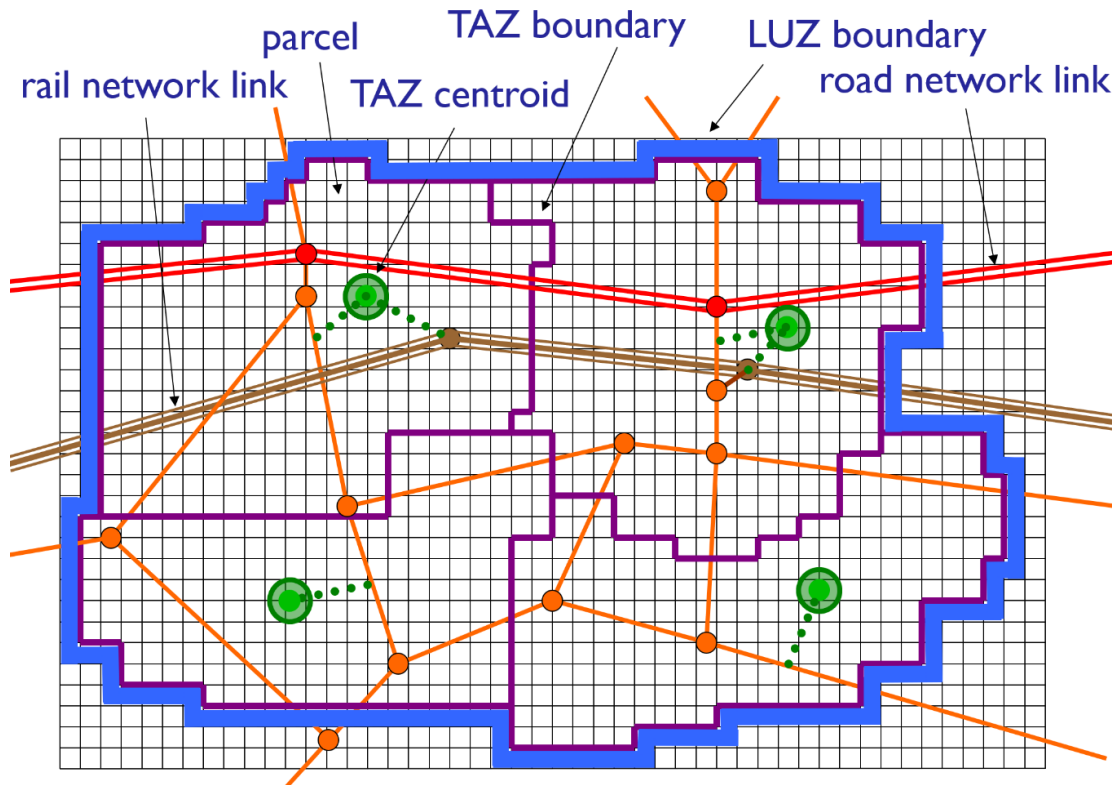 TAZ boundary
LUZ boundary
parcel
road network link
rail network link
TAZ centroid